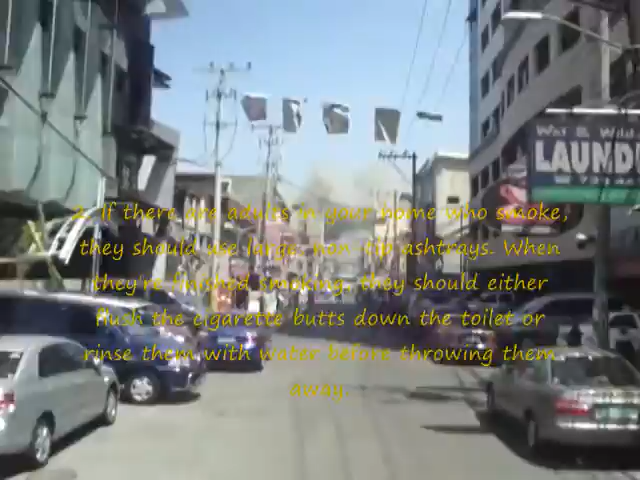 Wet & Wild
LAUND
2. If there are adults in your home who smoke,
they should use large, non-tip ashtrays. When
they're finished smoking, they should either
flush the cigarette butts down the toilet or
rinse them with water before throwing them
away.